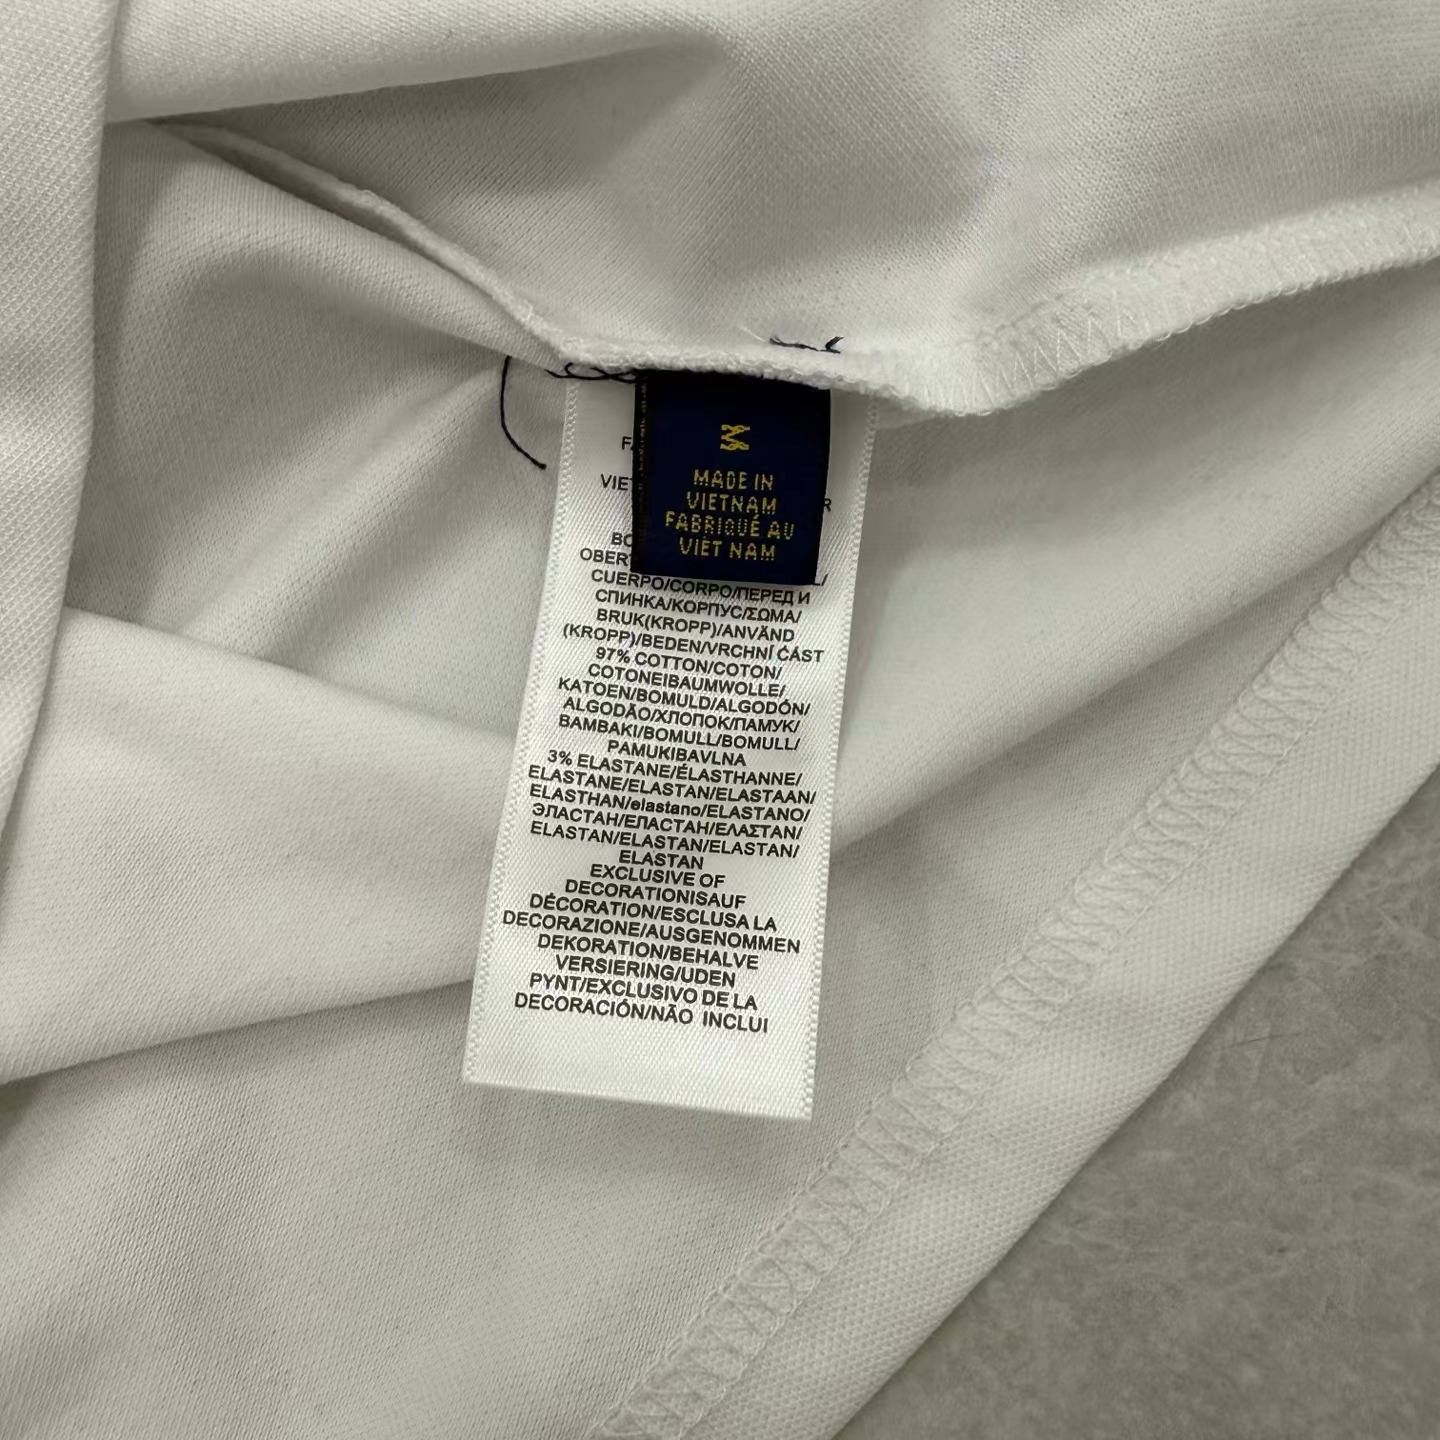 M
MADE IN
VIETNAM
FABRIQUÉ AU
VIÊT NAM
CUERPO/CORPO/ПЕРЕД И
СПИНКА/КОРПУС/ΣΩΜΑ/
BRUK(KROPP)/ANVÄND
(KROPP)/BEDEN/VRCHNÍ ČÁST
97% COTTON/COTON/
COTONEIBAUMWOLLE/
KATOEN/BOMULD/ALGODÓN/
ALGODÃO/ХЛОПОК/ПАМУК/
BAMBAKI/BOMULL/BOMULL/
PAMUKIBAVLNA
3% ELASTANE/ÉLASTHANNE/
ELASTANE/ELASTAN/ELASTAAN/
ELASTHAN/elastano/ELASTANO/
ЭЛАСТАН/ЕЛАСТАН/ΕΛΑΣΤΑΝ/
ELASTAN/ELASTAN/ELASTAN/
ELASTAN
EXCLUSIVE OF
DECORATIONISAUF
DÉCORATION/ESCLUSA LA
DECORAZIONE/AUSGENOMMEN
DEKORATION/BEHALVE
VERSIERING/UDEN
PYNT/EXCLUSIVO DE LA
DECORACIÓN/NÃO INCLUI